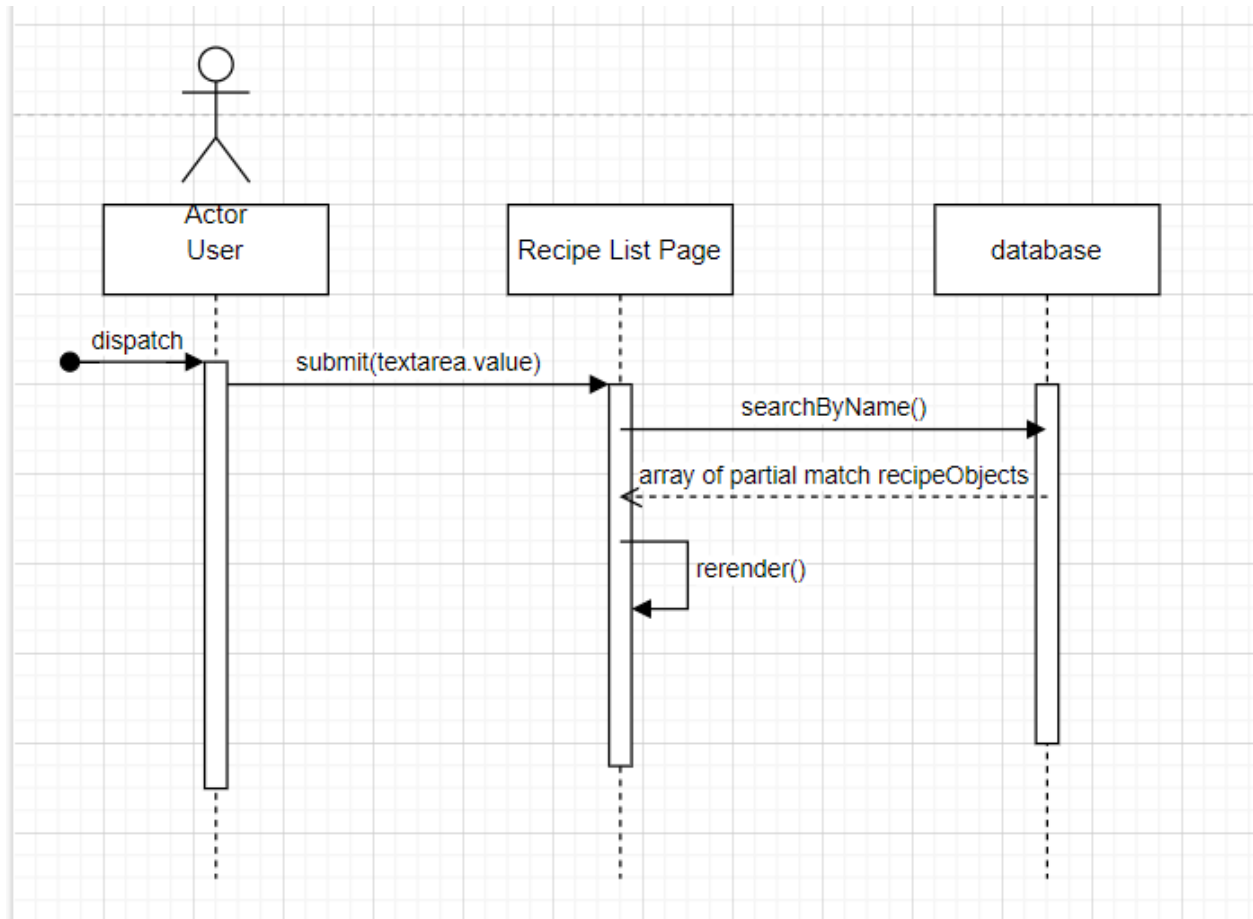 Actor
User
Recipe List Page
database
dispatch
submit(textarea.value)
searchByName()
array of partial match recipeObjects
rerender()